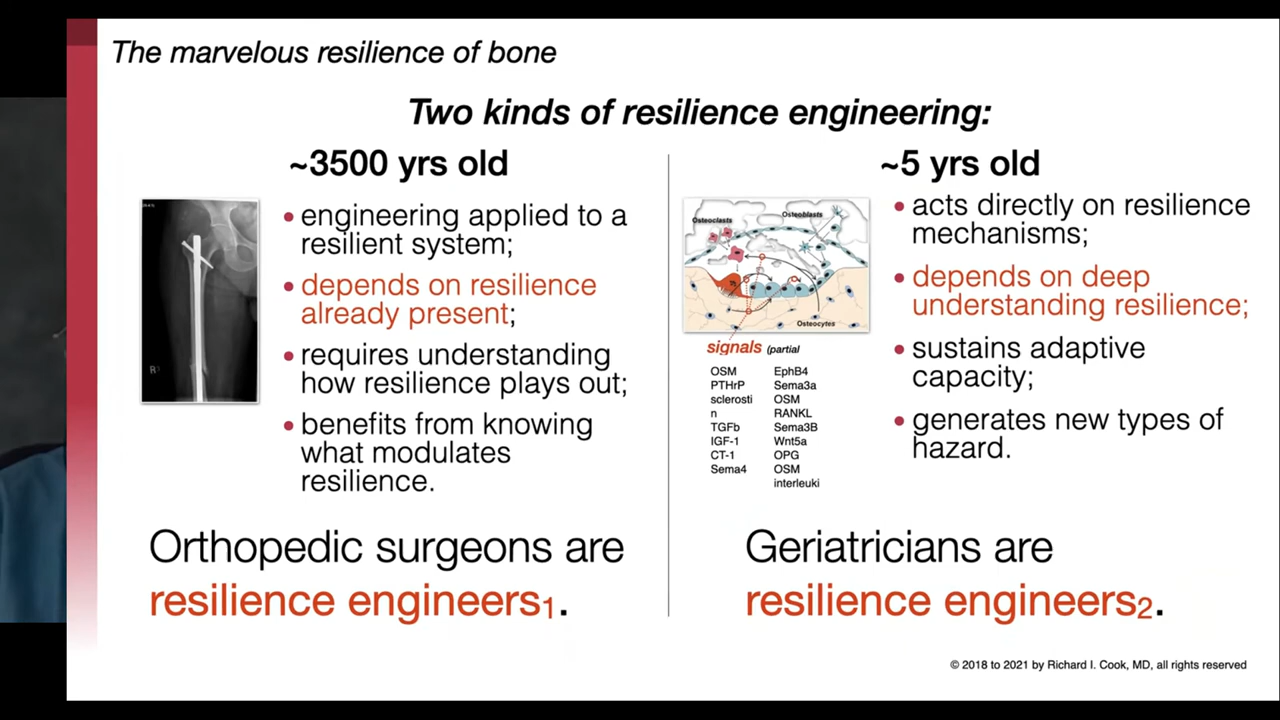 The marvelous resilience of bone
Two kinds of resilience engineering:
~3500 yrs old
• engineering applied to a
resilient system;
• depends on resilience
already present;
• requires understanding
how resilience plays out;
• benefits from knowing
what modulates
resilience.
R
Orthopedic surgeons are
resilience engineers1.
~5 yrs old
Osteoclasts
Osteoblasts
Osteocytes
signals (partial
OSM
PTHrP
sclerosti
n
TGFb
IGF-1
CT-1
Sema4
EphB4
Sema3a
OSM
RANKL
Sema3B
Wnt5a
OPG
OSM
interleuki
• acts directly on resilience
mechanisms;
• depends on deep
understanding resilience;
• sustains adaptive
capacity;
• generates new types of
hazard.
Geriatricians are
resilience engineers2.
© 2018 to 2021 by Richard I. Cook, MD, all rights reserved